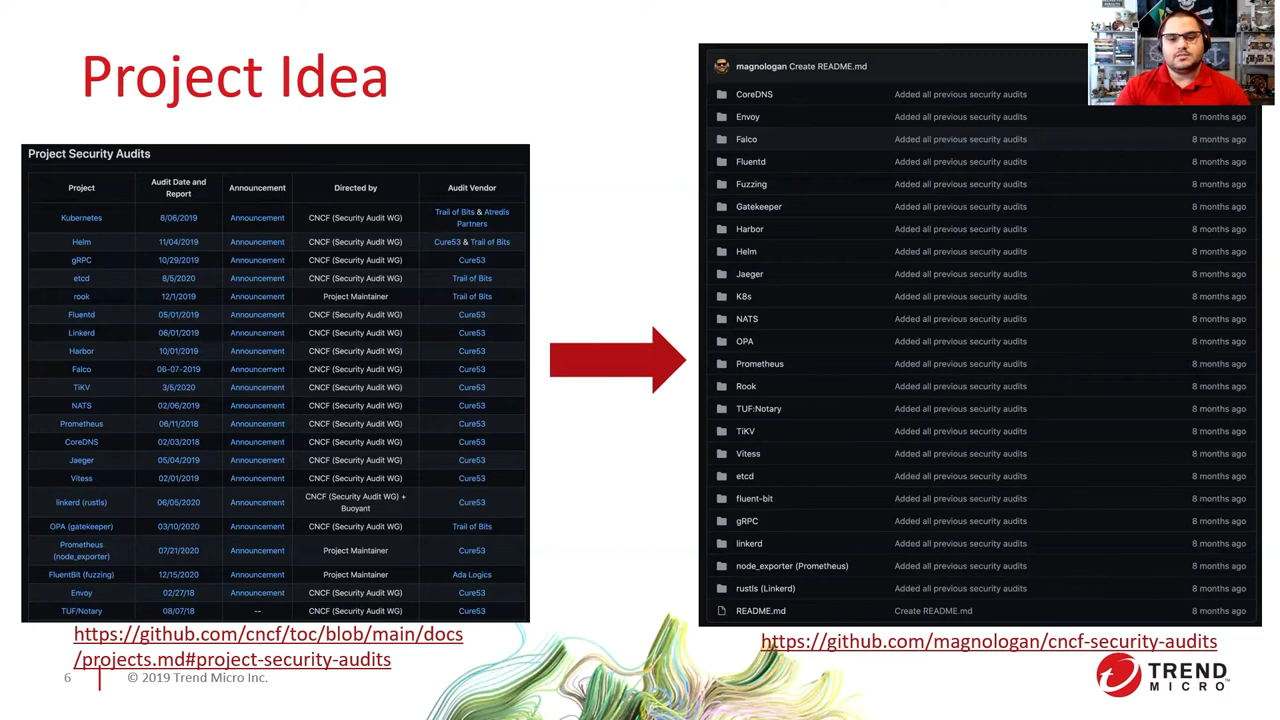 Project Idea
Project Security Audits
Project Audit Date and Report Announcement Directed by Audit Vendor
Kubernetes 8/06/2019 Announcement CNCF (Security Audit WG) Trail of Bits & Atredis Partners
Helm 11/04/2019 Announcement CNCF (Security Audit WG) Cure53 & Trail of Bits
gRPC 10/29/2019 Announcement CNCF (Security Audit WG) Cure53
etcd 8/5/2020 Announcement CNCF (Security Audit WG) Trail of Bits
rook 12/1/2019 Announcement Project Maintainer Trail of Bits
Fluentd 05/01/2019 Announcement CNCF (Security Audit WG) Cure53
Linkerd 06/01/2019 Announcement CNCF (Security Audit WG) Cure53
Harbor 10/01/2019 Announcement CNCF (Security Audit WG) Cure53
Falco 06-07-2019 Announcement CNCF (Security Audit WG) Cure53
TiKV 3/5/2020 Announcement CNCF (Security Audit WG) Cure53
NATS 02/06/2019 Announcement CNCF (Security Audit WG) Cure53
Prometheus 06/11/2018 Announcement CNCF (Security Audit WG) Cure53
CoreDNS 02/03/2018 Announcement CNCF (Security Audit WG) Cure53
Jaeger 05/04/2019 Announcement CNCF (Security Audit WG) Cure53
Vitess 02/01/2019 Announcement CNCF (Security Audit WG) Cure53
linkerd (rustls) 06/05/2020 Announcement CNCF (Security Audit WG) + Buoyant Cure53
OPA (gatekeeper) 03/10/2020 Announcement CNCF (Security Audit WG) Trail of Bits
Prometheus (node_exporter) 07/21/2020 Announcement Project Maintainer Cure53
FluentBit (fuzzing) 12/15/2020 Announcement Project Maintainer Ada Logics
Envoy 02/27/18 Announcement CNCF (Security Audit WG) Cure53
TUF/Notary 08/07/18 -- CNCF (Security Audit WG) Cure53
https://github.com/cncf/toc/blob/main/docs
/projects.md#project-security-audits
magnologan Create README.md
CoreDNS Added all previous security audits
Envoy Added all previous security audits 8 months ago
Falco Added all previous security audits 8 months ago
Fluentd Added all previous security audits 8 months ago
Fuzzing Added all previous security audits 8 months ago
Gatekeeper Added all previous security audits 8 months ago
Harbor Added all previous security audits 8 months ago
Helm Added all previous security audits 8 months ago
Jaeger Added all previous security audits 8 months ago
K8s Added all previous security audits 8 months ago
NATS Added all previous security audits 8 months ago
OPA Added all previous security audits 8 months ago
Prometheus Added all previous security audits 8 months ago
Rook Added all previous security audits 8 months ago
TUF:Notary Added all previous security audits 8 months ago
TiKV Added all previous security audits 8 months ago
Vitess Added all previous security audits 8 months ago
etcd Added all previous security audits 8 months ago
fluent-bit Added all previous security audits 8 months ago
gRPC Added all previous security audits 8 months ago
linkerd Added all previous security audits 8 months ago
node_exporter (Prometheus) Added all previous security audits 8 months ago
rustls (Linkerd) Added all previous security audits 8 months ago
README.md Create README.md 8 months ago
https://github.com/magnologan/cncf-security-audits
6 © 2019 Trend Micro Inc.
TREND
MICRO